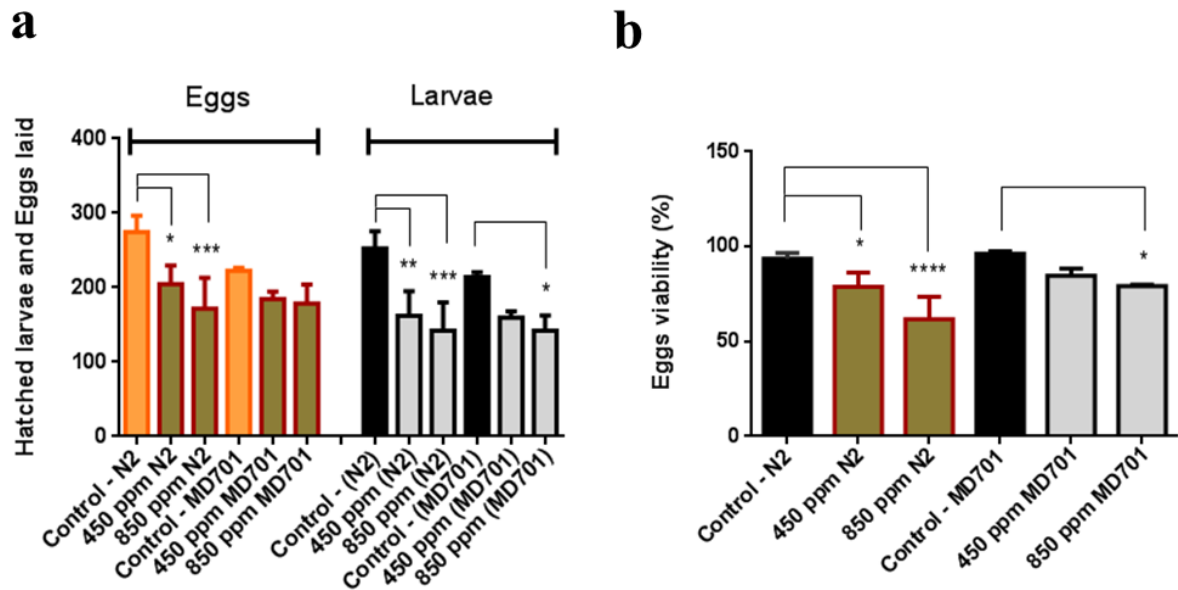 a
Eggs
Larvae
Hatched larvae and Eggs laid
400
300
200
100
0
*
***
**
***
*
Control - N2
450 ppm N2
850 ppm N2
Control - MD701
450 ppm MD701
850 ppm MD701
Control - (N2)
450 ppm (N2)
850 ppm (N2)
Control - (MD701)
450 ppm (MD701)
850 ppm (MD701)
b
Eggs viability (%)
150
100
50
0
*
****
*
Control - N2
450 ppm N2
850 ppm N2
Control - MD701
450 ppm MD701
850 ppm MD701